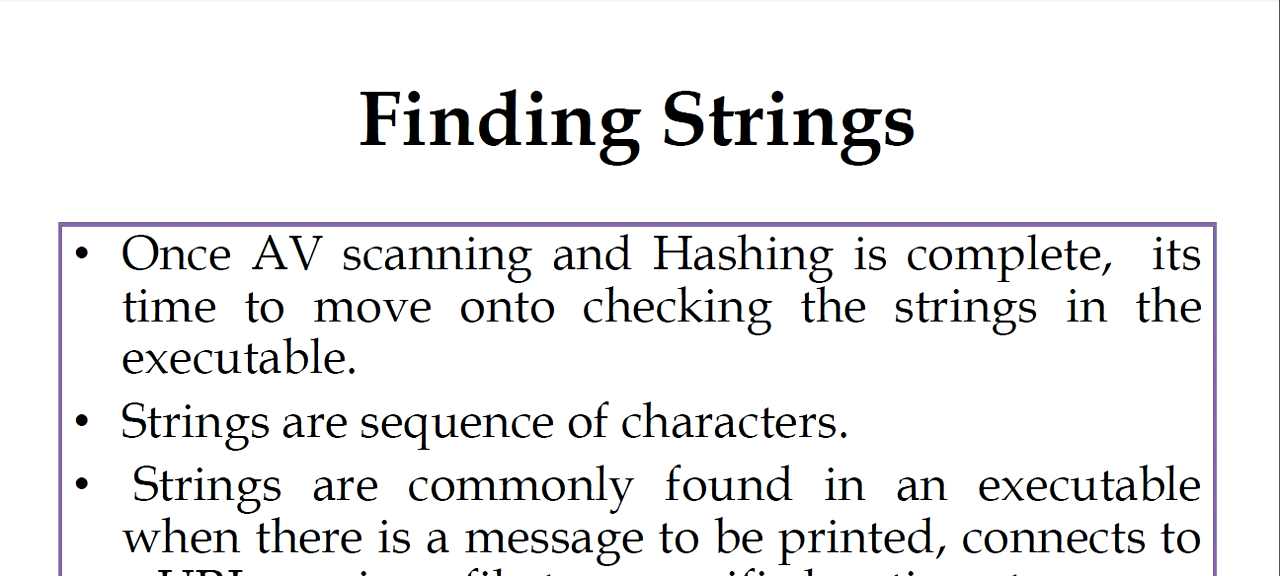 Finding Strings
• Once AV scanning and Hashing is complete, its
time to move onto checking the strings in the
executable.
• Strings are sequence of characters.
• Strings are commonly found in an executable
when there is a message to be printed, connects to